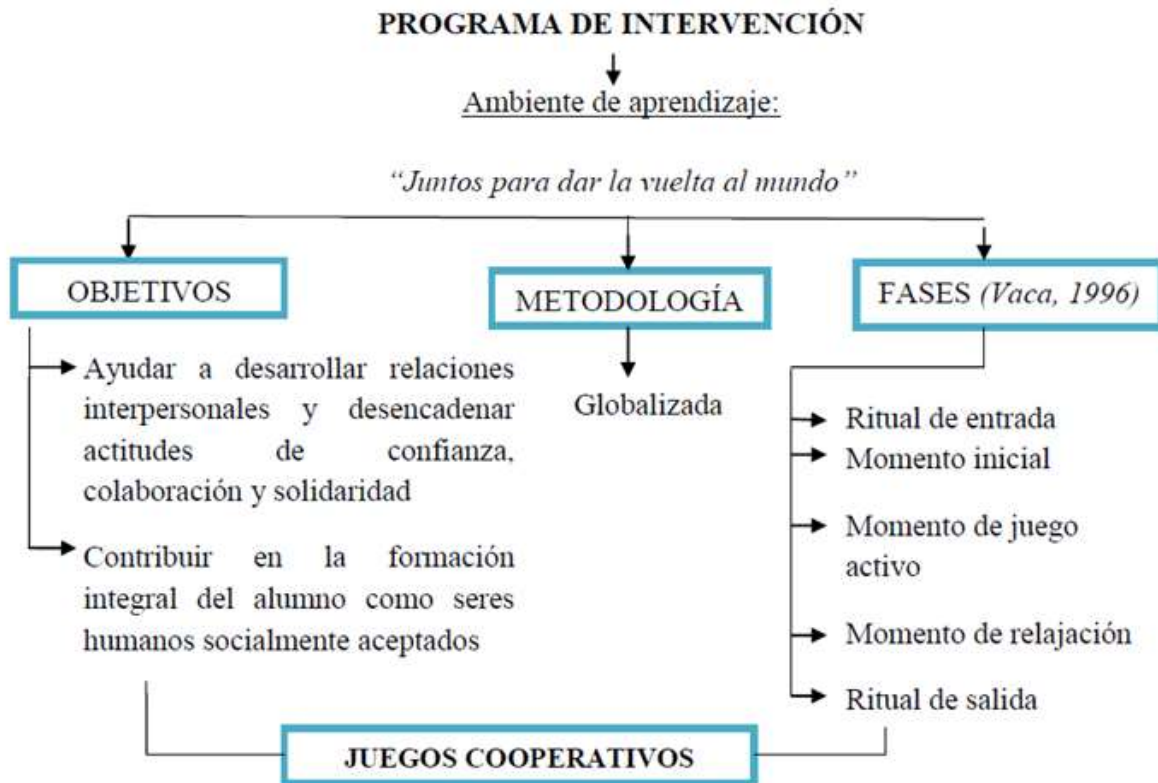 PROGRAMA DE INTERVENCIÓN
Ambiente de aprendizaje:
“Juntos para dar la vuelta al mundo”
OBJETIVOS
Ayudar a desarrollar relaciones
interpersonales y desencadenar
actitudes de confianza,
colaboración y solidaridad
Contribuir en la formación
integral del alumno como seres
humanos socialmente aceptados
METODOLOGÍA
Globalizada
FASES (Vaca, 1996)
Ritual de entrada
Momento inicial
Momento de juego
activo
Momento de relajación
Ritual de salida
JUEGOS COOPERATIVOS